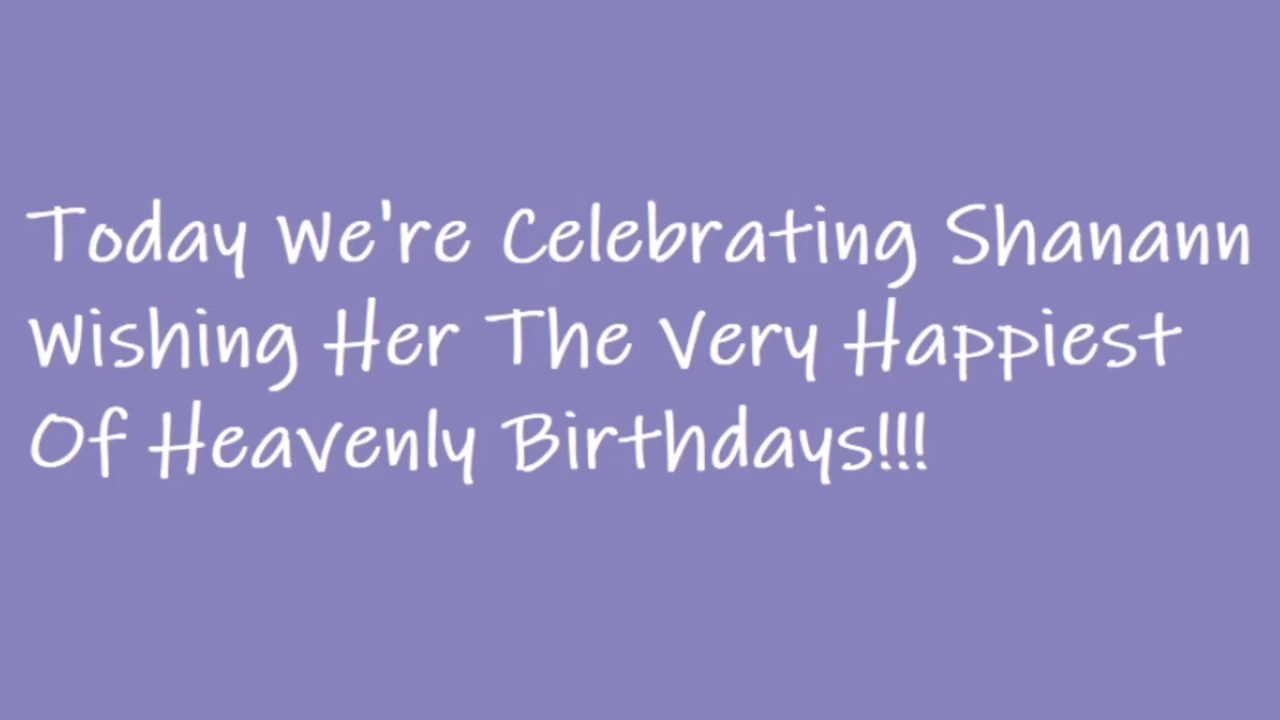 Today We're Celebrating Shanann
Wishing Her The Very Happiest
Of Heavenly Birthdays!!!